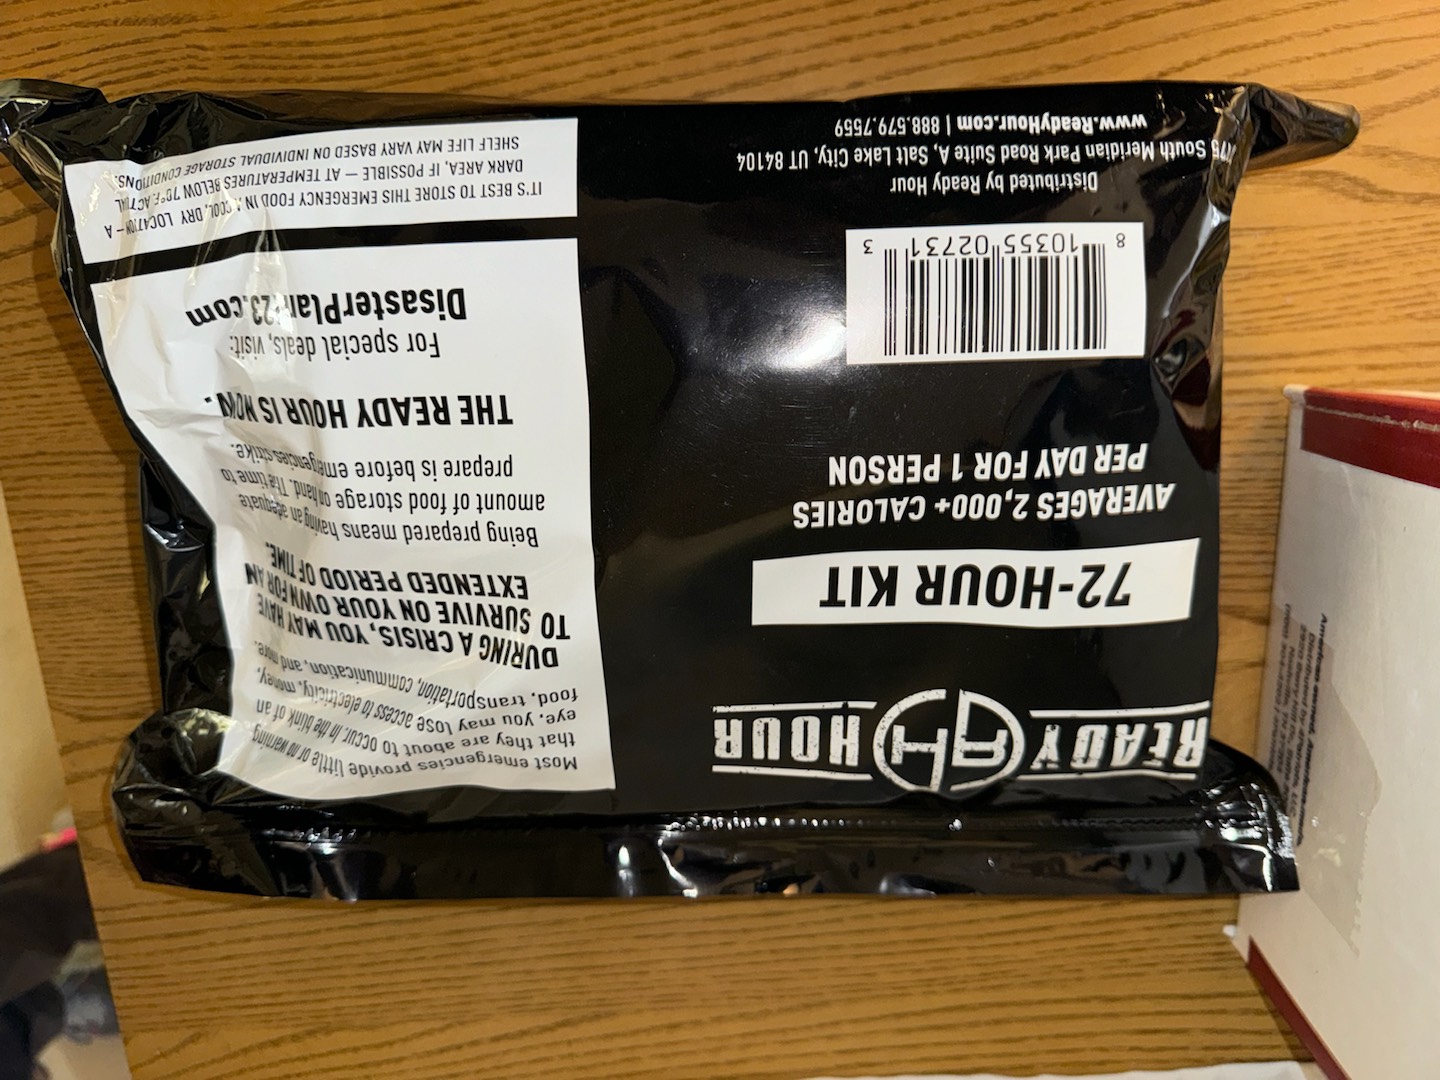 READY HOUR
RH
72-HOUR KIT
AVERAGES 2,000+ CALORIES
PER DAY FOR 1 PERSON
8 10355 02731 3
Distributed by Ready Hour
South Meridian Park Road Suite A, Salt Lake City, UT 84104
www.ReadyHour.com | 888.579.7559
Most emergencies provide little or no warning
that they are about to occur. In the blink of an
eye, you may lose access to electricity, money,
food, transportation, communication, and more.
DURING A CRISIS, YOU MAY HAVE
TO SURVIVE ON YOUR OWN FOR AN
EXTENDED PERIOD OF TIME.
Being prepared means having an adequate
amount of food storage on hand. The time to
prepare is before emergencies strike.
THE READY HOUR IS NOW.
For special deals, visit:
DisasterPlan123.com
IT'S BEST TO STORE THIS EMERGENCY FOOD IN A COOL, DRY LOCATION – A
DARK AREA, IF POSSIBLE – AT TEMPERATURES BELOW 70°F. ACTUAL
SHELF LIFE MAY VARY BASED ON INDIVIDUAL STORAGE CONDITIONS.